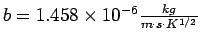 b = 1.458 × 10⁻⁶ kg/(m·s·K^{1/2})